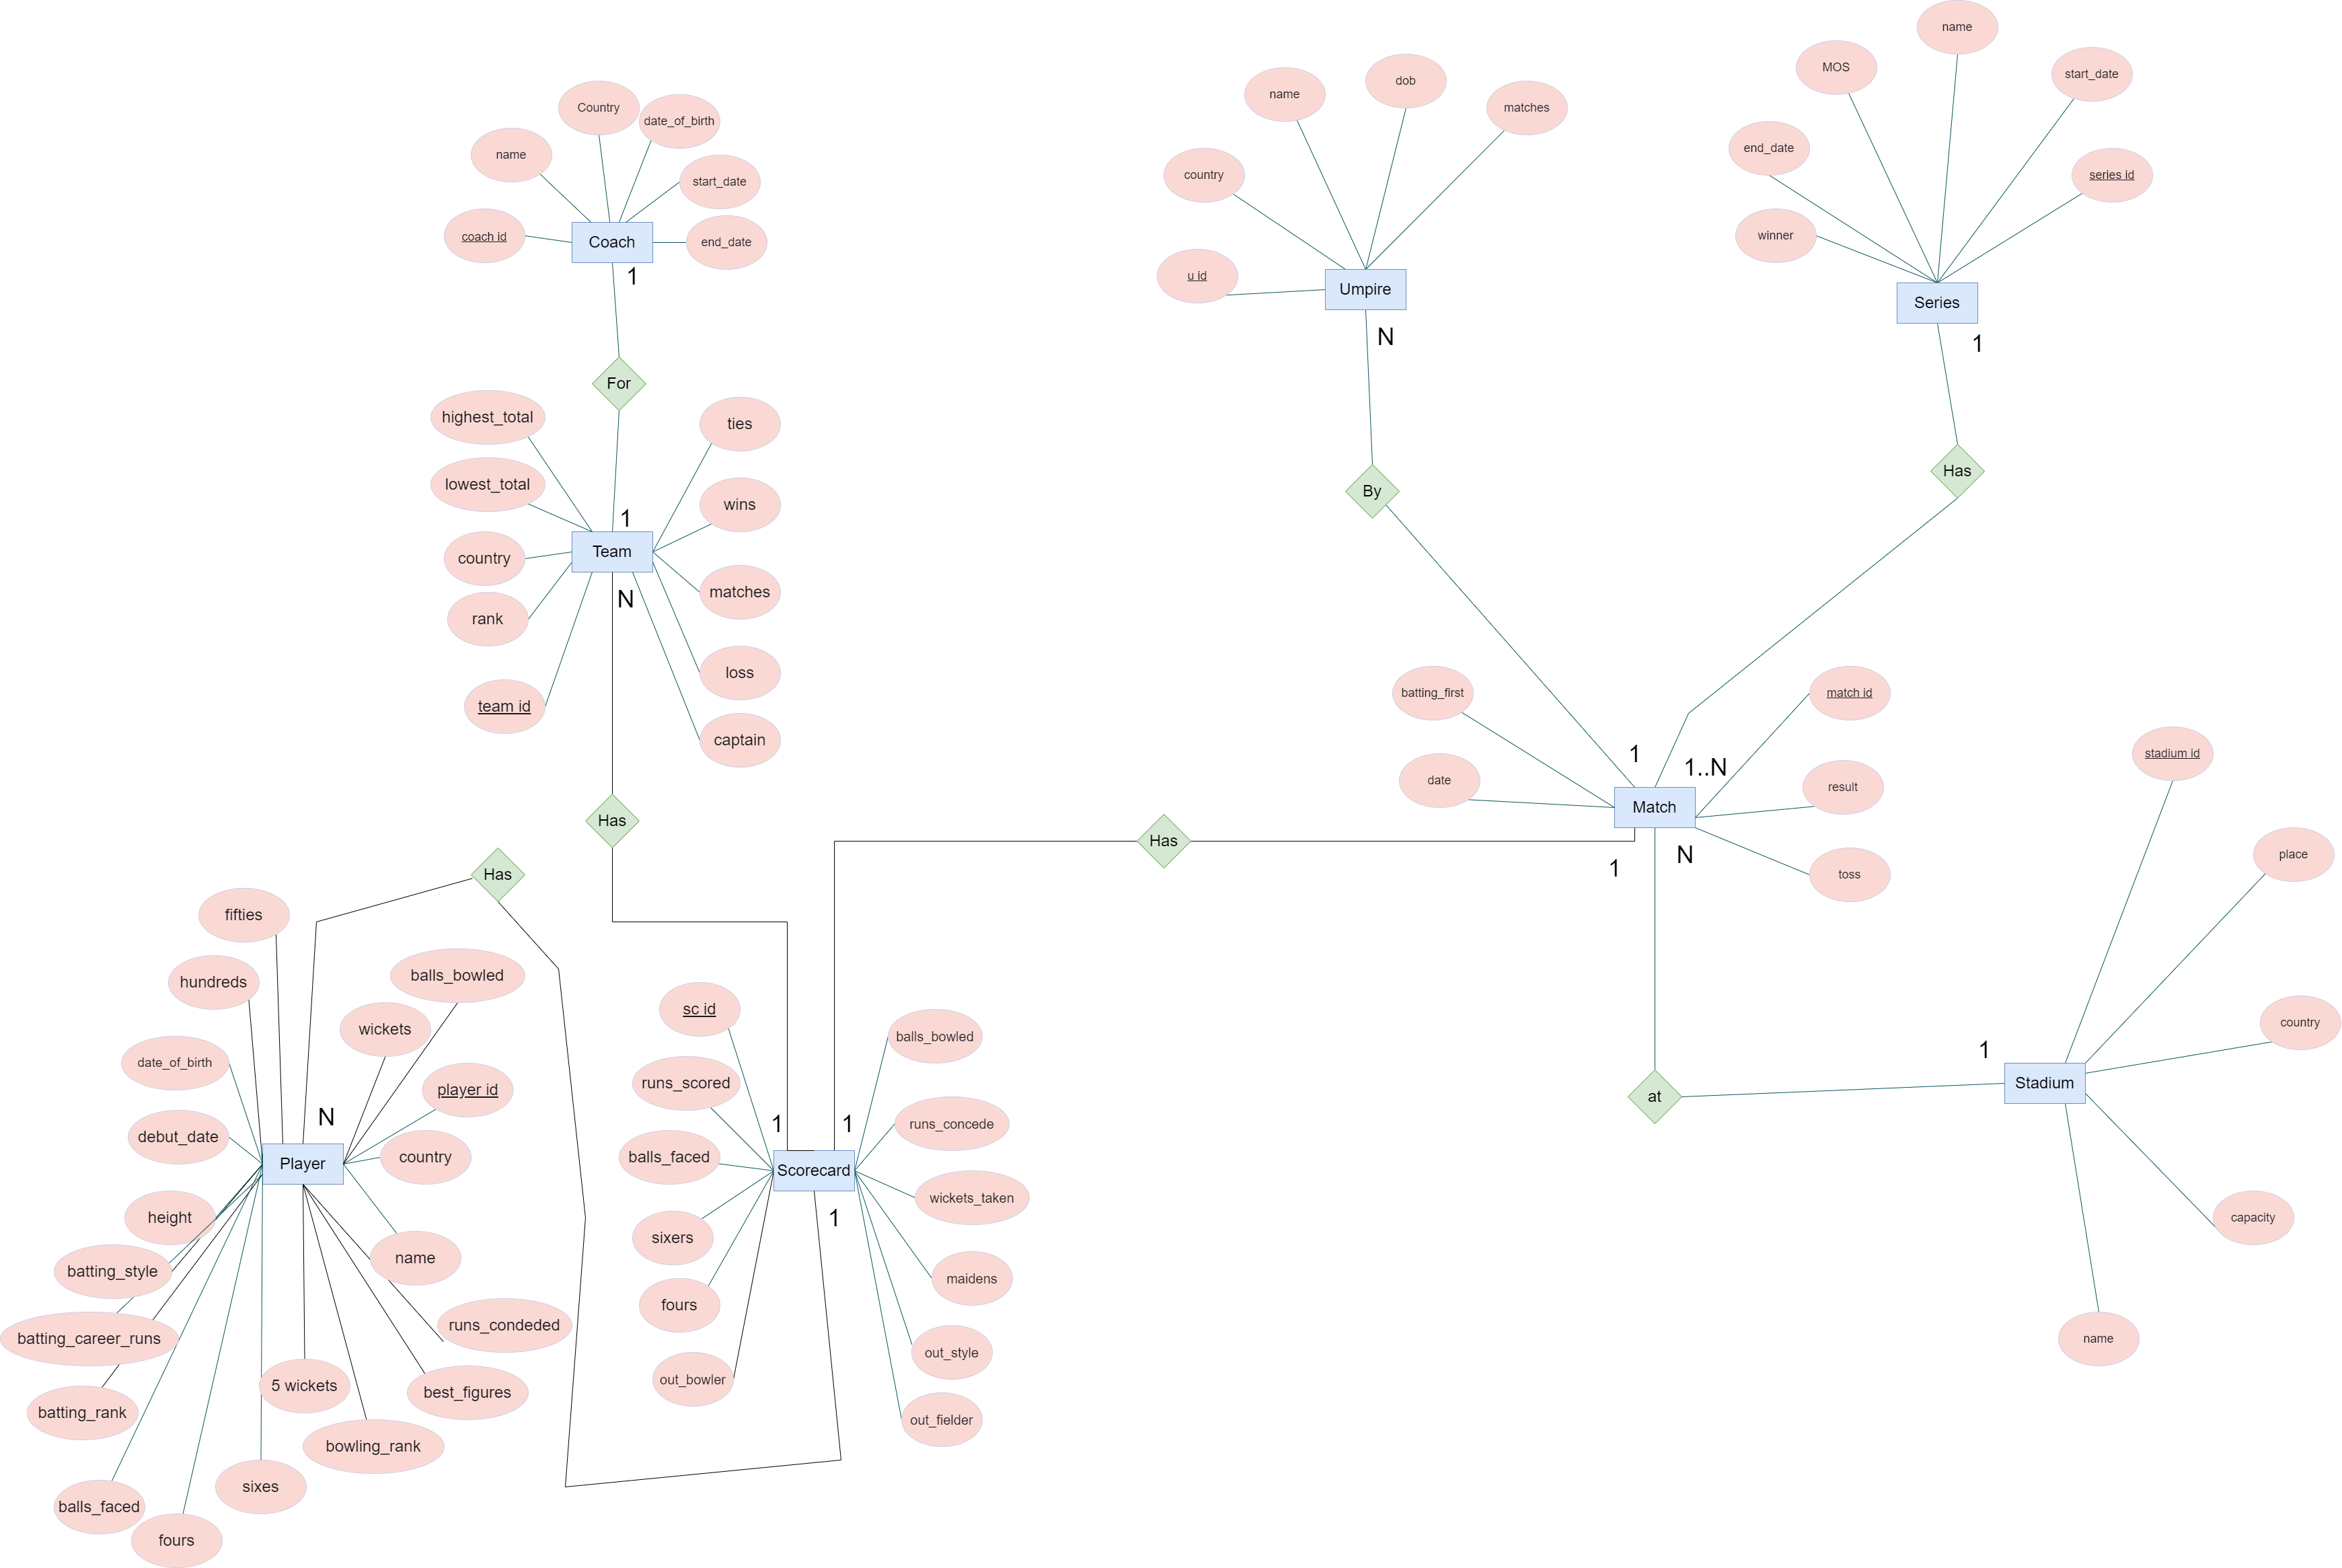 name
MOS
start_date
end_date
series id
winner
Series
1
Has
name
dob
matches
country
u id
Umpire
N
By
Country
date_of_birth
name
start_date
coach id
end_date
Coach
1
For
highest_total
ties
lowest_total
wins
1
Team
country
matches
N
rank
loss
team id
captain
Has
batting_first
match id
1
1..N
date
result
Match
Has
1
N
toss
stadium id
place
country
1
Stadium
at
capacity
name
Has
fifties
balls_bowled
hundreds
wickets
date_of_birth
player id
N
debut_date
country
Player
height
name
batting_style
batting_career_runs
runs_condeded
5 wickets
best_figures
batting_rank
bowling_rank
sixes
balls_faced
fours
sc id
balls_bowled
runs_scored
1
1
runs_concede
balls_faced
Scorecard
wickets_taken
1
sixers
maidens
fours
out_style
out_bowler
out_fielder